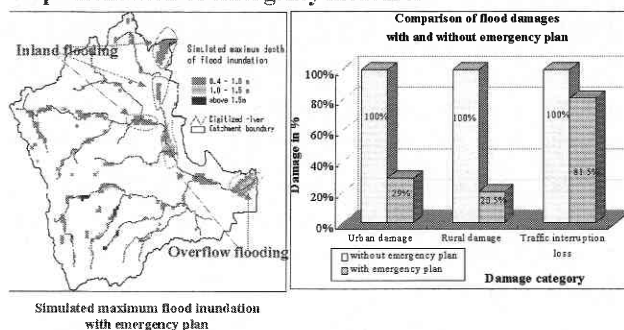 Inland flooding
Simulated maximum death
of flood inundation
0.4 - 1.0 m
1.0 - 1.5 m
above 1.5m
Digitized river
Catchment boundary
Overflow flooding
Simulated maximum flood inundation
with emergency plan
Comparison of flood damages
with and without emergency plan
Damage in %
100%
80%
60%
40%
20%
0%
100%
29%
100%
20.5%
100%
81.5%
Urban damage
Rural damage
Traffic interruption
loss
without emergency plan
with emergency plan
Damage category